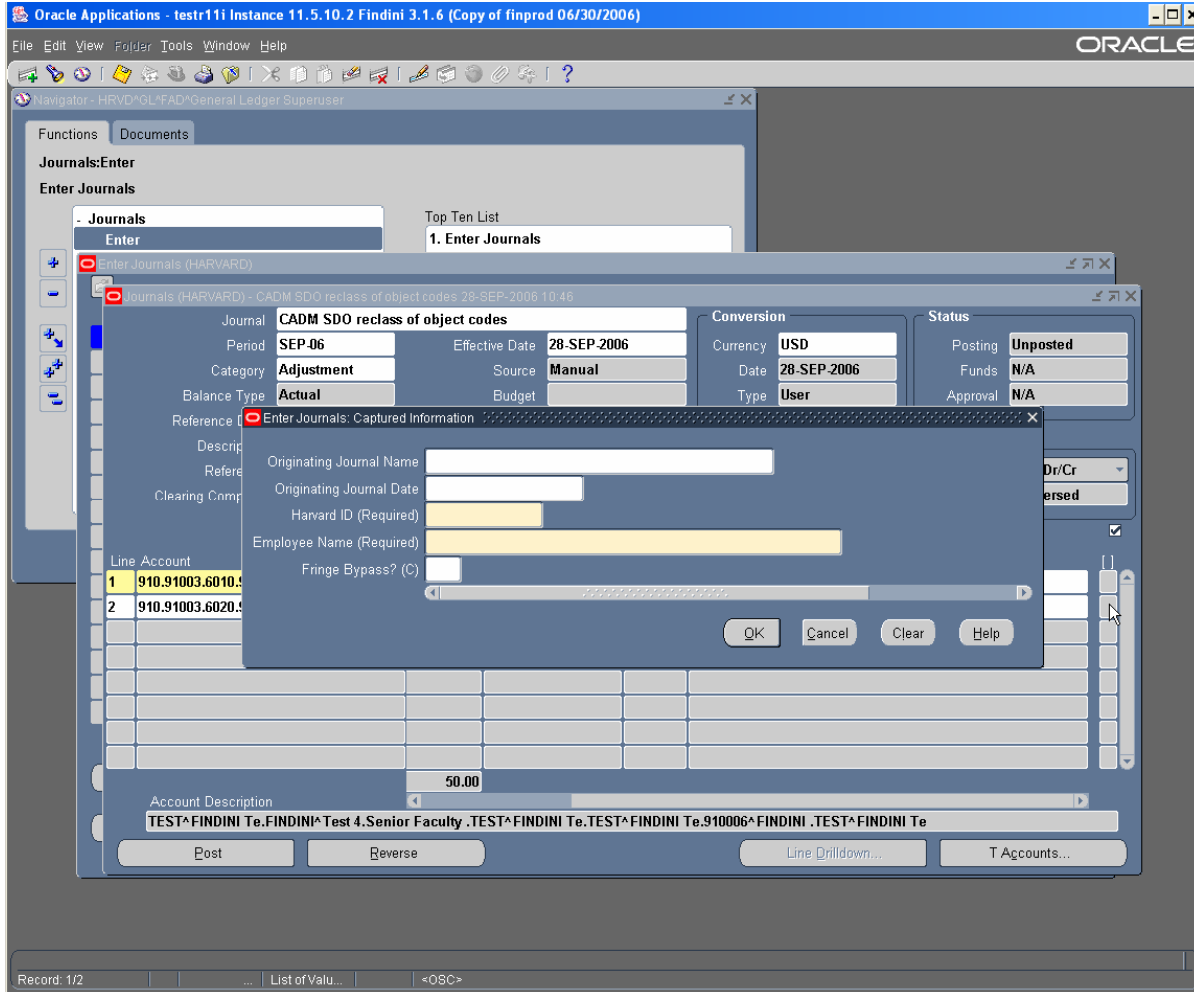 Oracle Applications - testr11i Instance 11.5.10.2 Findini 3.1.6 (Copy of finprod 06/30/2006)
File Edit View Folder Tools Window Help
ORACLE
Navigator - HRVD^GL^FAD^General Ledger Superuser
Functions Documents
Journals:Enter
Enter Journals
- Journals
Enter
Top Ten List
1. Enter Journals
Enter Journals (HARVARD)
Journals (HARVARD) - CADM SDO reclass of object codes 28-SEP-2006 10:46
Journal CADM SDO reclass of object codes
Conversion
Status
Period SEP-06 Effective Date 28-SEP-2006 Currency USD Posting Unposted
Category Adjustment Source Manual Date 28-SEP-2006 Funds N/A
Balance Type Actual Budget Type User Approval N/A
Reference
Enter Journals: Captured Information
Descrip
Originating Journal Name
Refere Dr/Cr
Originating Journal Date
Clearing Comp ersed
Harvard ID (Required)
Employee Name (Required)
Fringe Bypass? (C)
Line Account [ ]
1 910.91003.6010.
2 910.91003.6020.
OK Cancel Clear Help
50.00
Account Description
TEST^FINDINI Te.FINDINI^Test 4.Senior Faculty .TEST^FINDINI Te.TEST^FINDINI Te.910006^FINDINI .TEST^FINDINI Te
Post Reverse Line Drilldown... T Accounts...
Record: 1/2 ... List of Valu... <OSC>